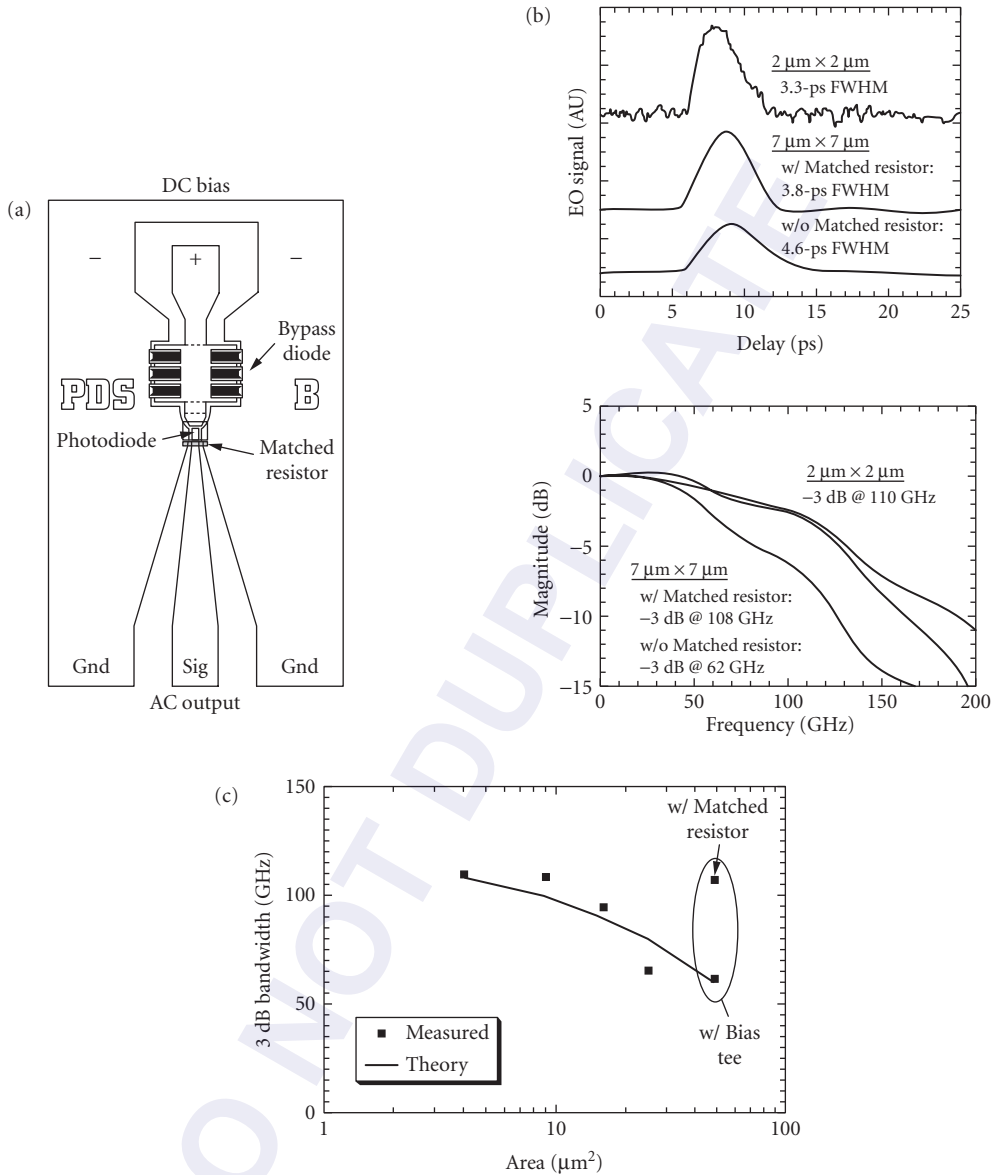 (a)
DC bias
−
+
−
Bypass
diode
PDS
B
Photodiode
Matched
resistor
Gnd
Sig
Gnd
AC output
(b)
EO signal (AU)
2 μm × 2 μm
3.3-ps FWHM
7 μm × 7 μm
w/ Matched resistor:
3.8-ps FWHM
w/o Matched resistor:
4.6-ps FWHM
0 5 10 15 20 25
Delay (ps)
Magnitude (dB)
5
0
−5
−10
−15
2 μm × 2 μm
−3 dB @ 110 GHz
7 μm × 7 μm
w/ Matched resistor:
−3 dB @ 108 GHz
w/o Matched resistor:
−3 dB @ 62 GHz
0 50 100 150 200
Frequency (GHz)
(c)
3 dB bandwidth (GHz)
150
100
50
0
w/ Matched
resistor
w/ Bias
tee
Measured
Theory
1 10 100
Area (μm²)
O NOT DUPLICATE